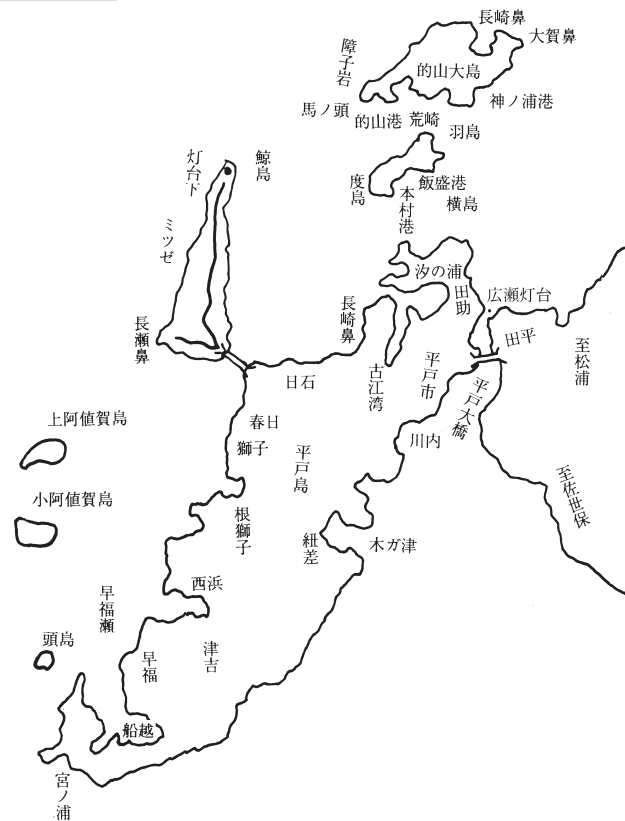 長崎鼻
大賀鼻
障子岩
的山大島
神ノ浦港
馬ノ頭
的山港
荒崎
羽島
度島
飯盛港
本村港
横島
鯨島
灯台下
ミツゼ
長瀬鼻
汐の浦
田助
広瀬灯台
長崎鼻
田平
至松浦
古江湾
平戸市
平戸大橋
日石
春日
獅子
平戸島
川内
上阿値賀島
小阿値賀島
至佐世保
根獅子
紐差
木ガ津
西浜
早福瀬
頭島
早福
津吉
船越
宮ノ浦